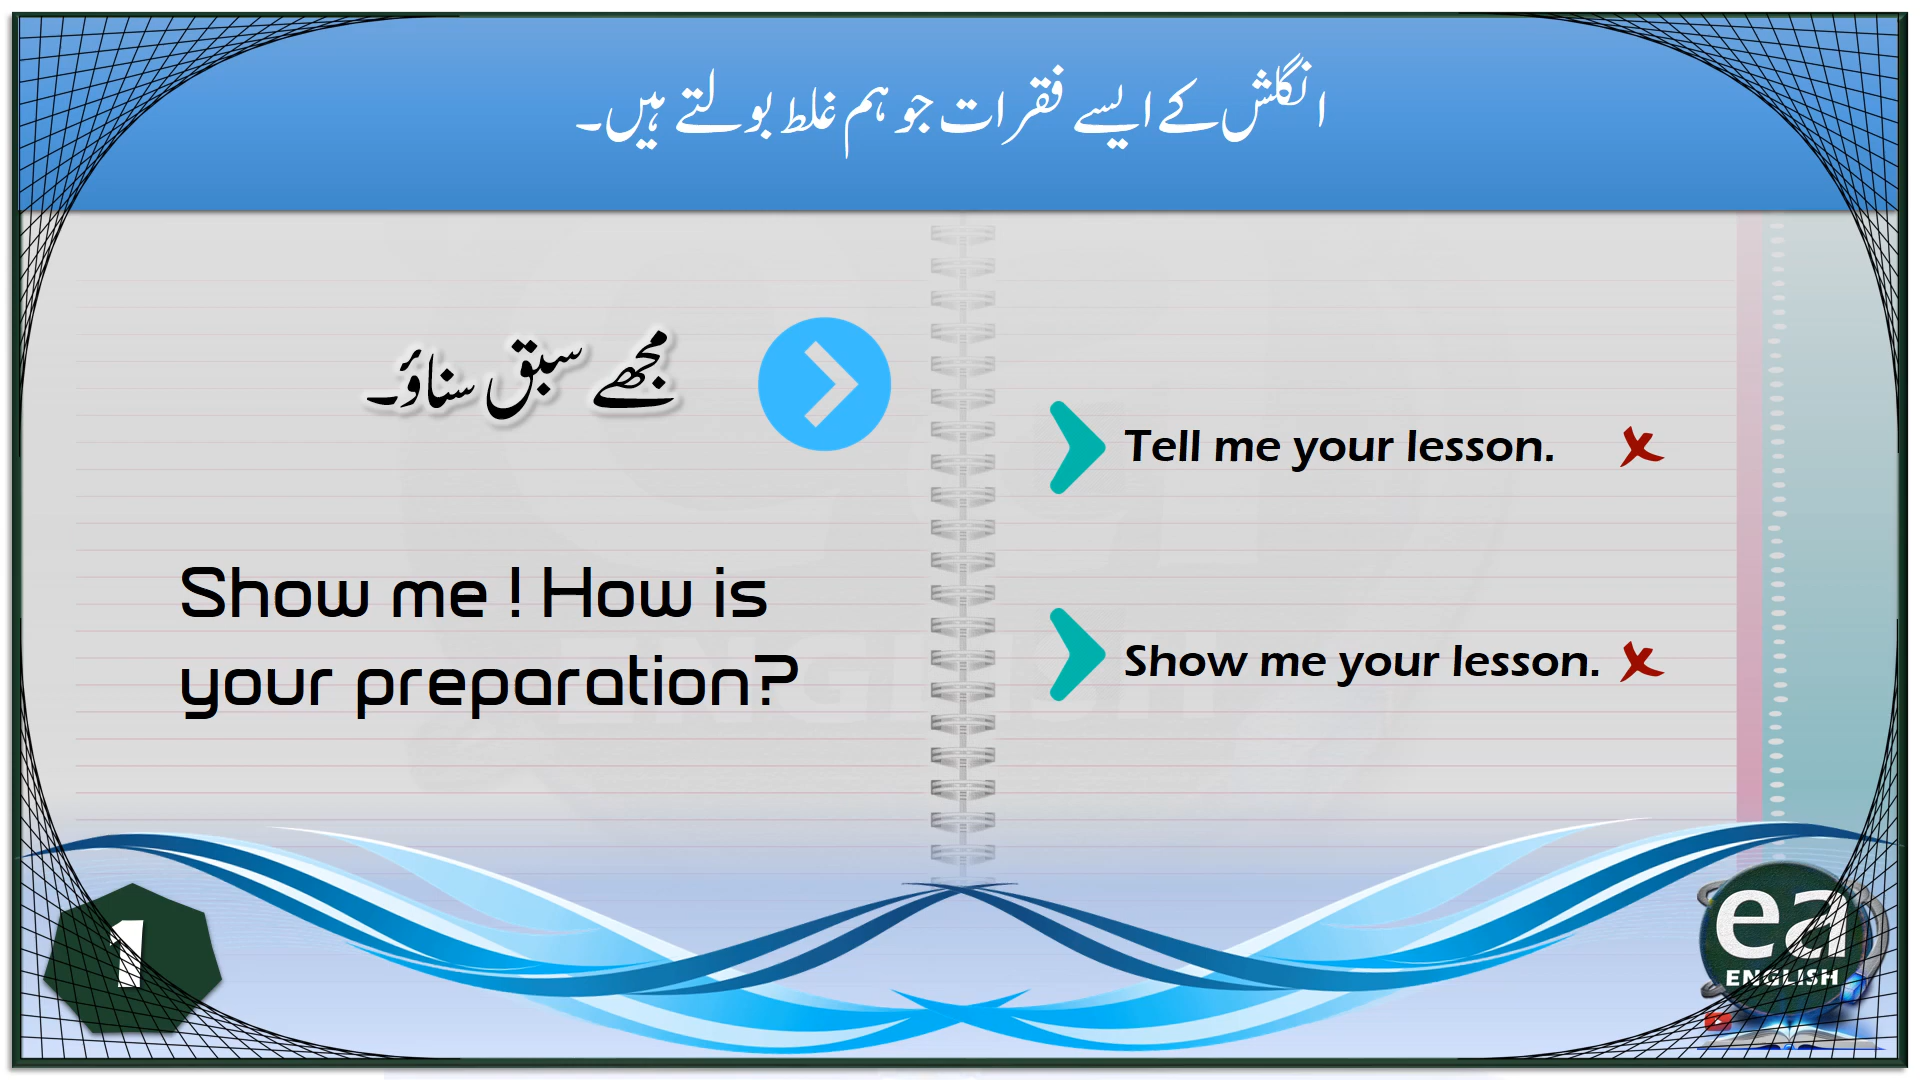 انگلش کے ایسے فقرات جو ہم غلط بولتے ہیں۔
مجھے سبق سناؤ۔
Show me ! How is
your preparation?
Tell me your lesson.
Show me your lesson.
1
ea
ENGLISH